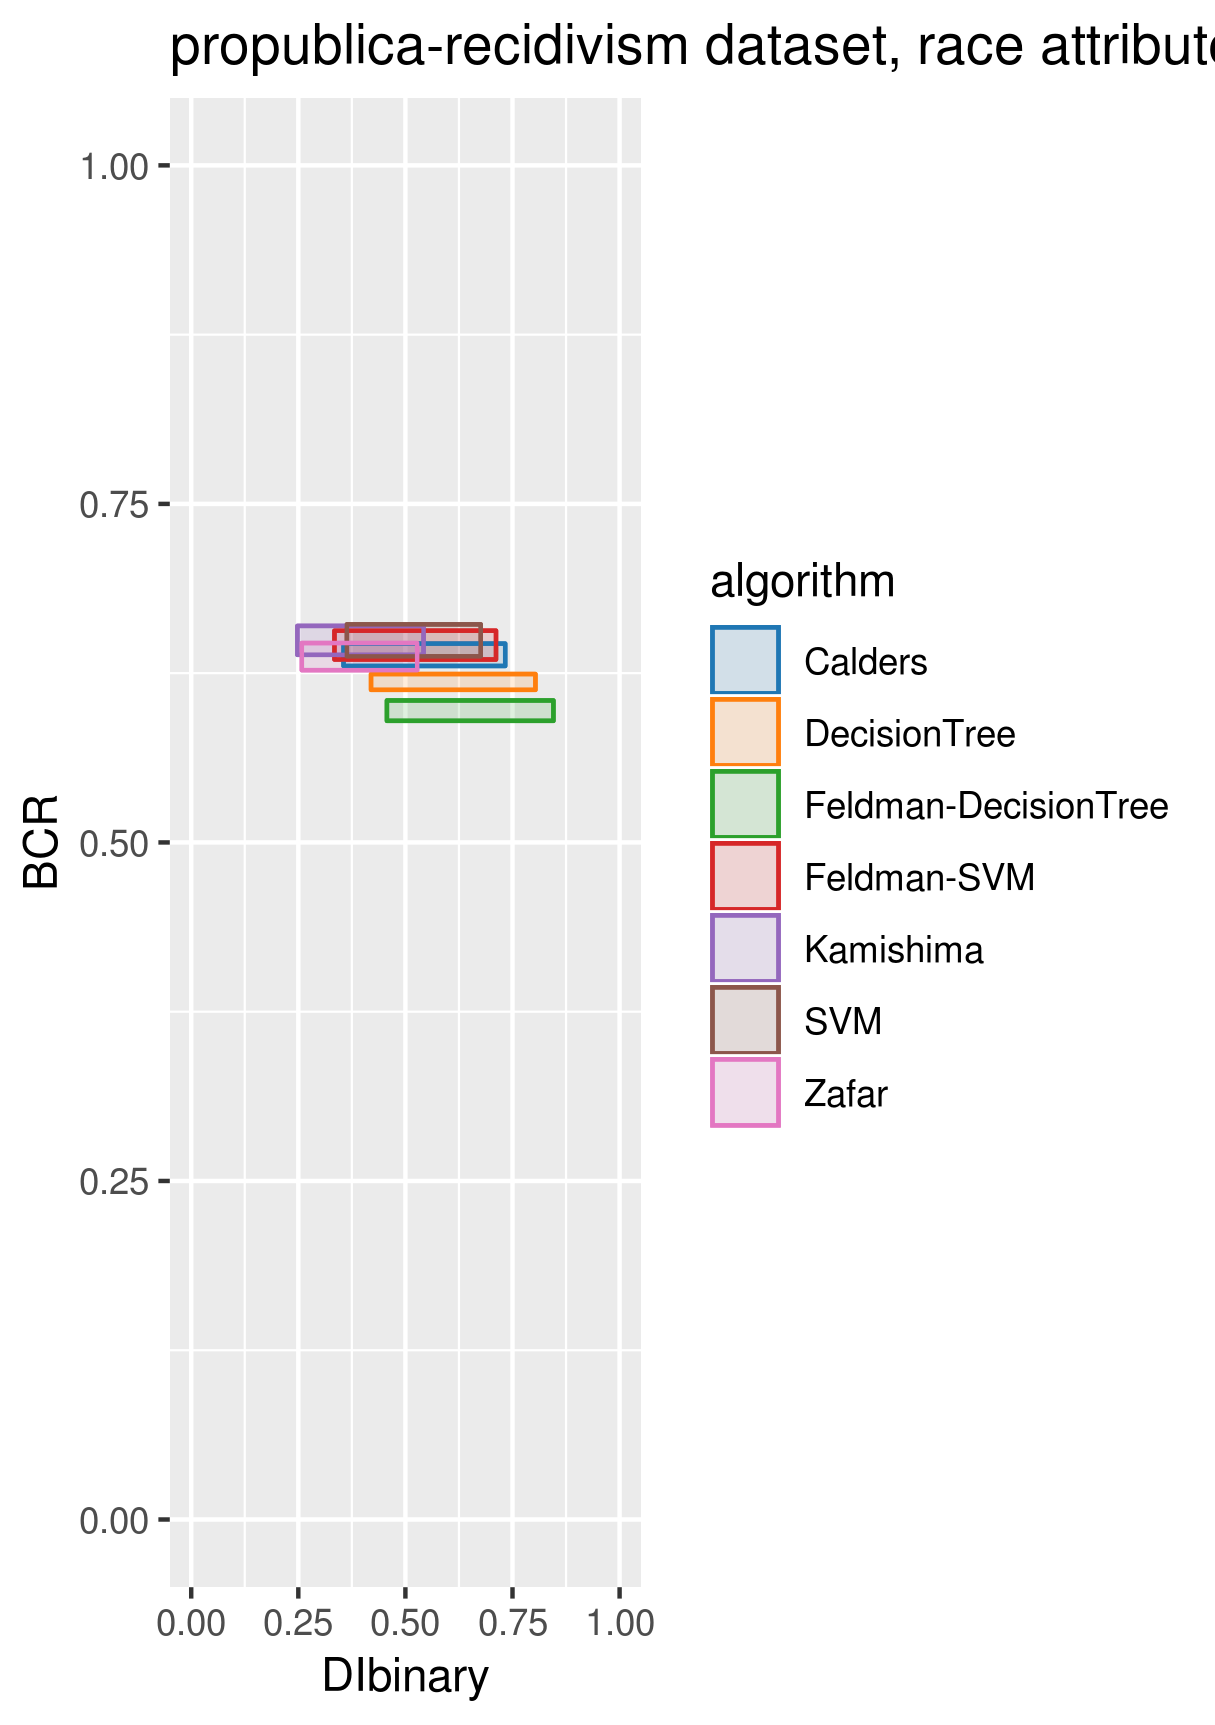 propublica-recidivism dataset, race attribute
1.00
0.75
0.50
0.25
0.00
BCR
0.00 0.25 0.50 0.75 1.00
DIbinary
algorithm
Calders
DecisionTree
Feldman-DecisionTree
Feldman-SVM
Kamishima
SVM
Zafar